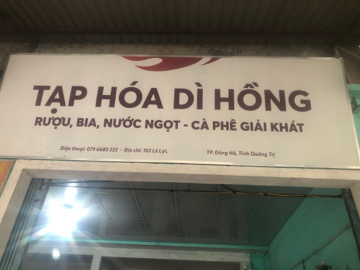 TẠP HÓA DÌ HỒNG
RƯỢU, BIA, NƯỚC NGỌT - CÀ PHÊ GIẢI KHÁT
Điện thoại: 079 6680 222 - Địa chỉ: 102 Lê Lợi, TP. Đông Hà, Tỉnh Quảng Trị